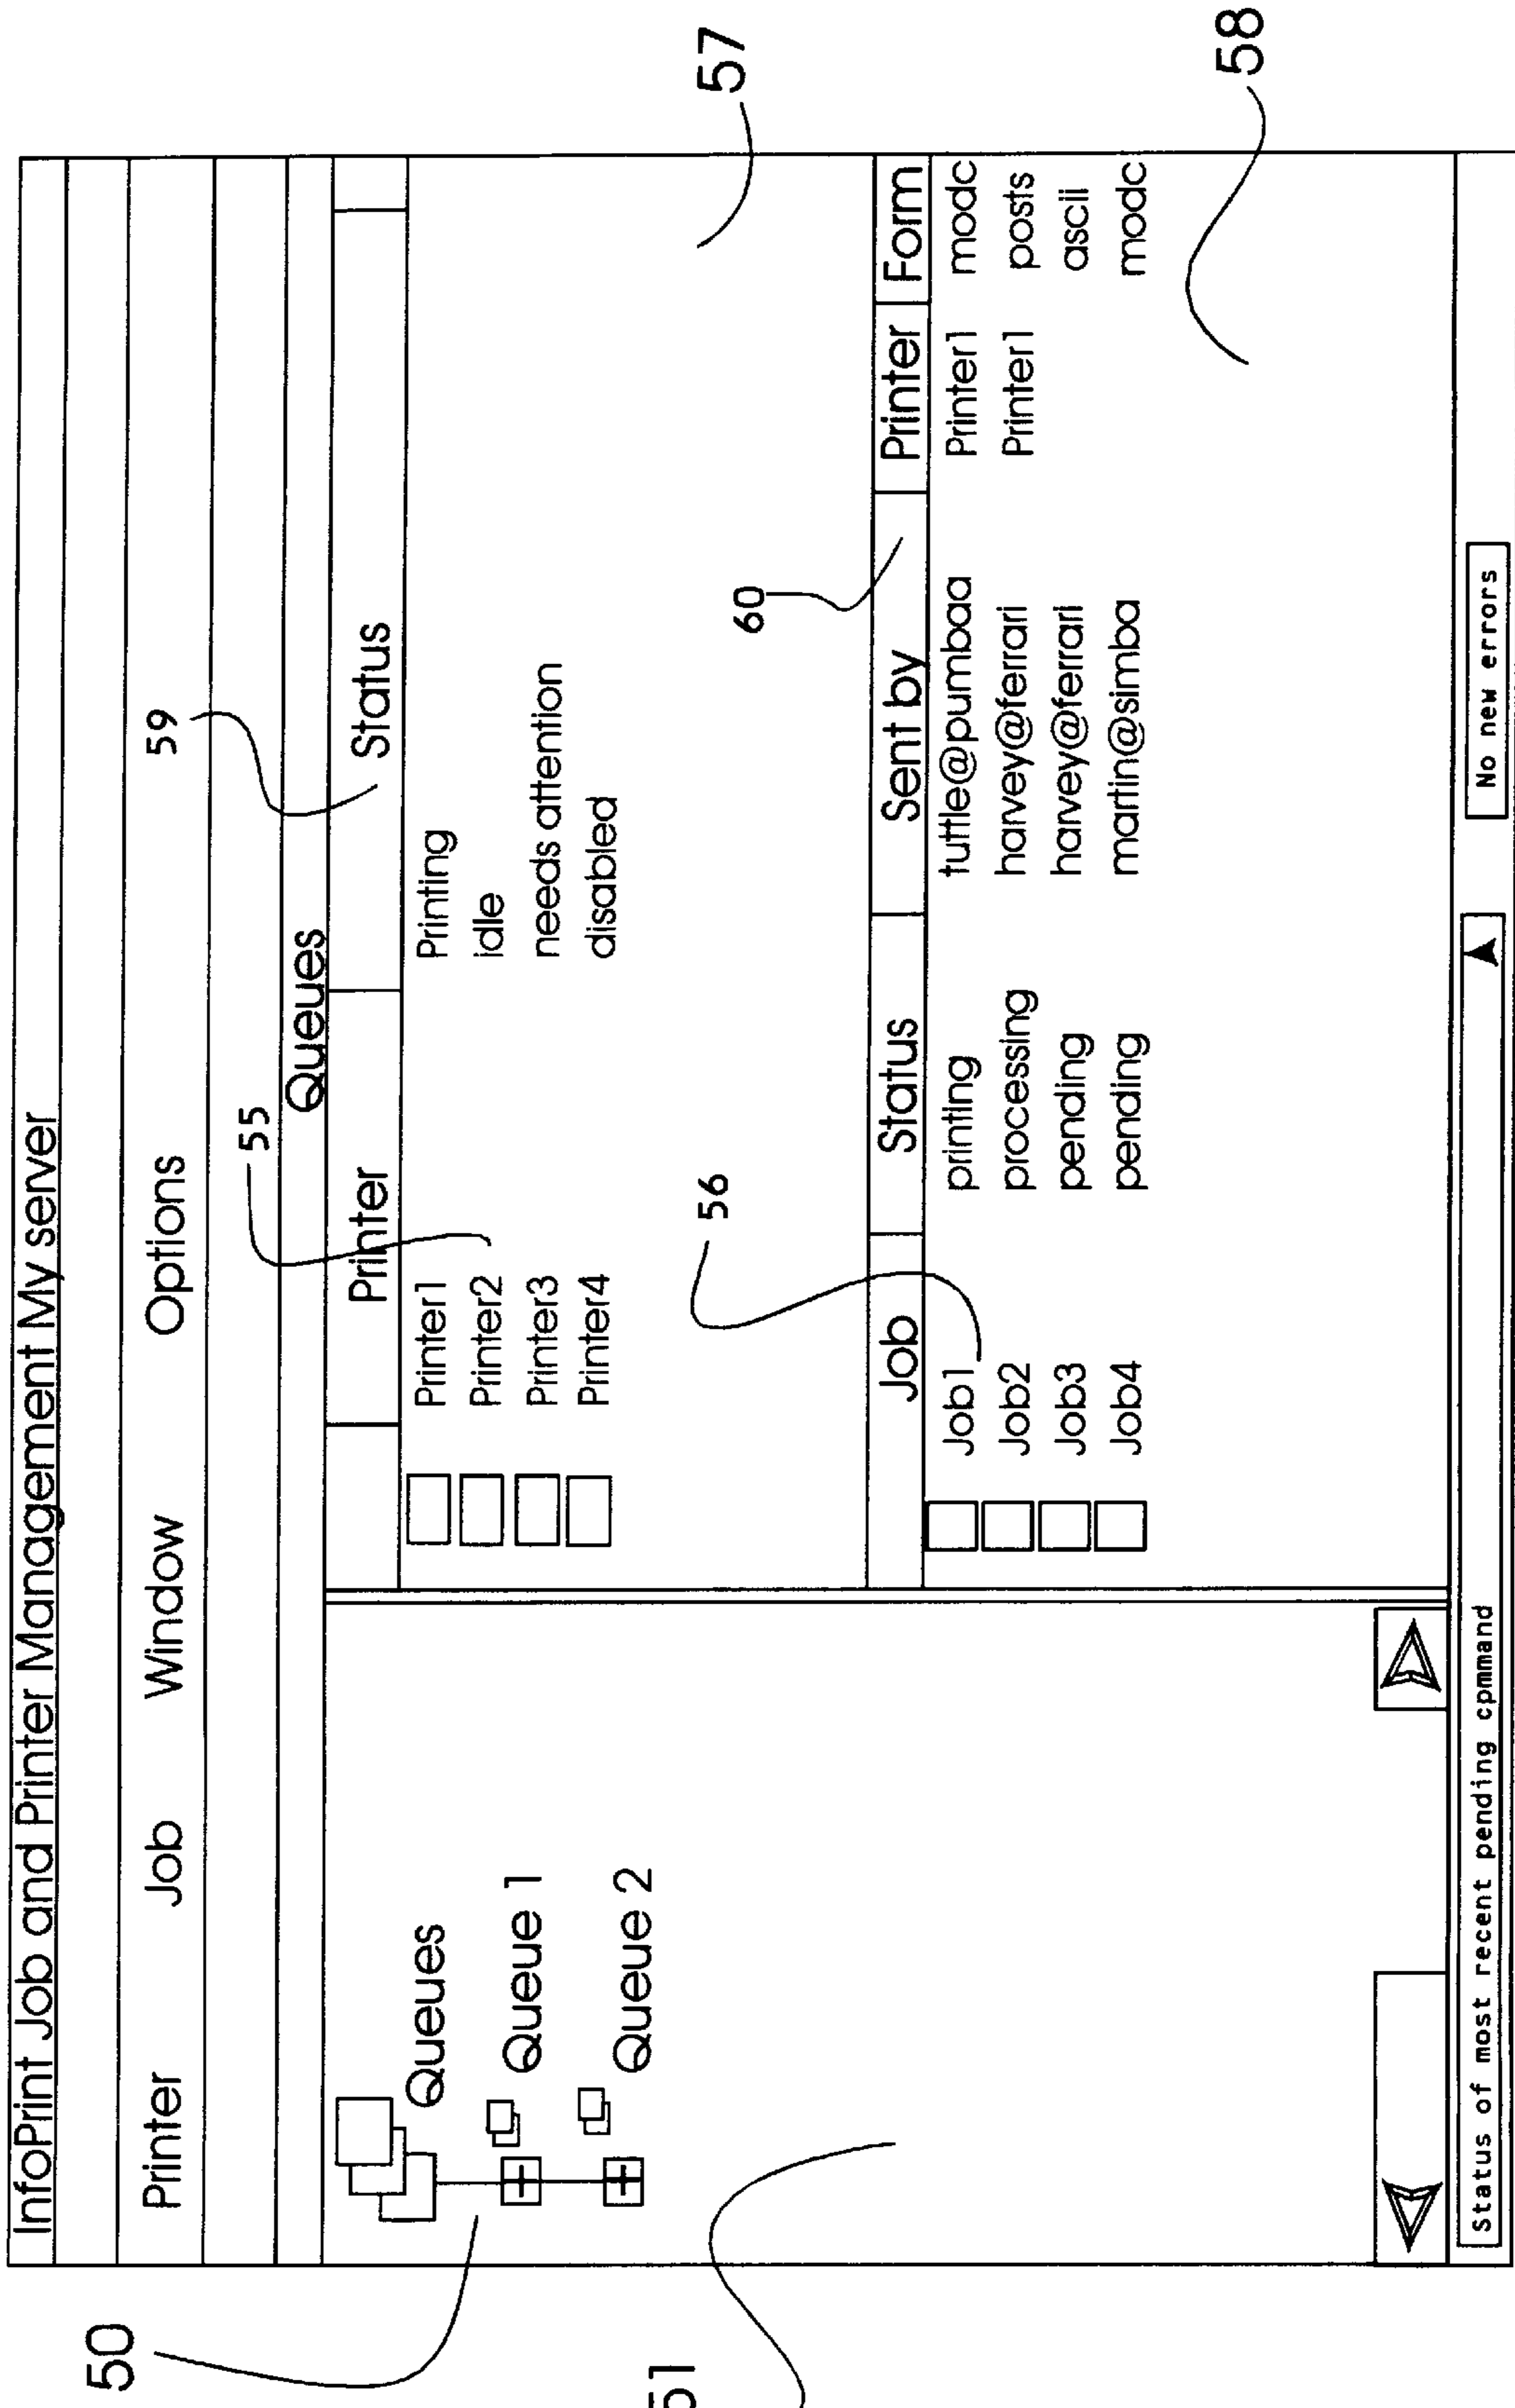 InfoPrint Job and Printer Management My server
Printer Job Window Options
59
55
Queues
Printer Status
50
Queues
Queue 1
Queue 2
Printer1 Printing
Printer2 idle
Printer3 needs attention
Printer4 disabled
57
51
56
60
Job Status Sent by Printer Form
Job1 printing tuttle@pumbaa Printer1 modc
Job2 processing harvey@ferrari Printer1 posts
Job3 pending harvey@ferrari ascii
Job4 pending martin@simba modc
58
Status of most recent pending cpmmand No new errors